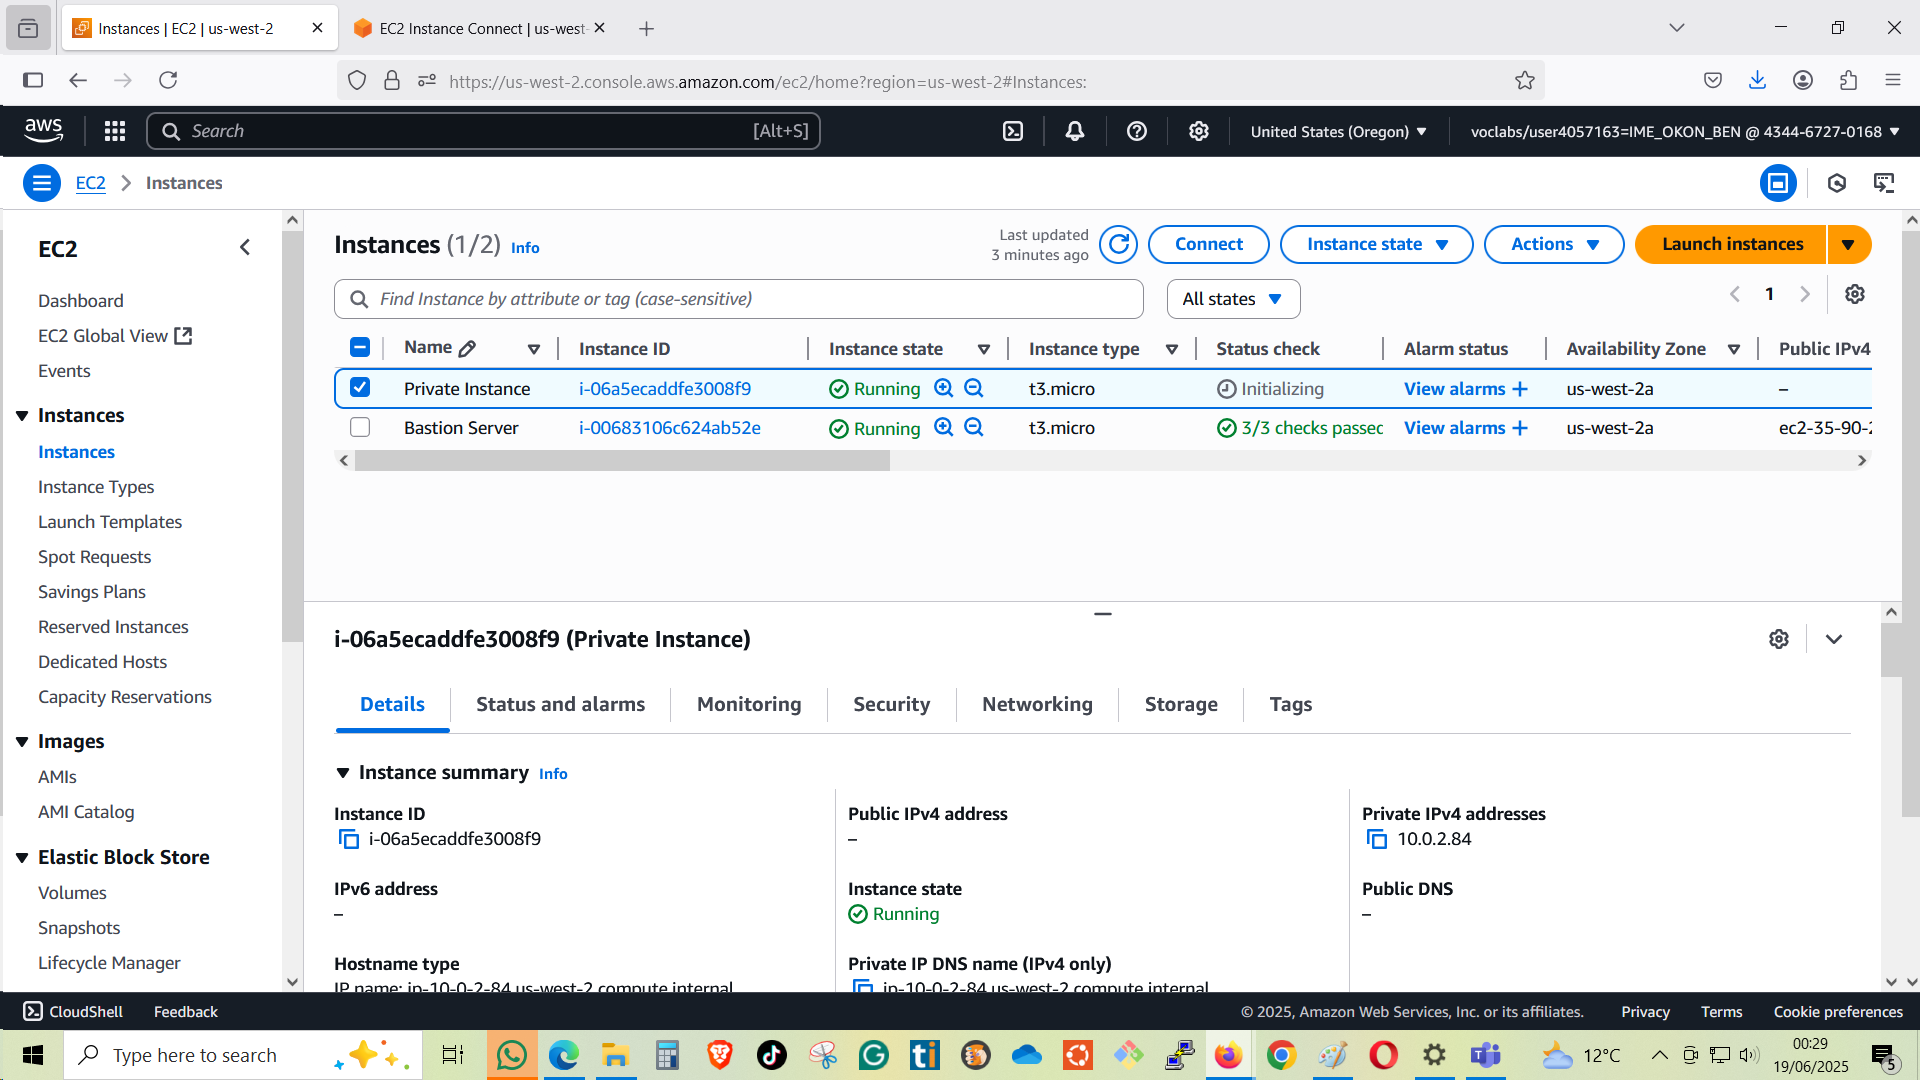 Instances | EC2 | us-west-2
EC2 Instance Connect | us-west-
https://us-west-2.console.aws.amazon.com/ec2/home?region=us-west-2#Instances:
aws
Search
[Alt+S]
United States (Oregon)
voclabs/user4057163=IME_OKON_BEN @ 4344-6727-0168
EC2
Instances
EC2
Dashboard
EC2 Global View
Events
Instances
Instances
Instance Types
Launch Templates
Spot Requests
Savings Plans
Reserved Instances
Dedicated Hosts
Capacity Reservations
Images
AMIs
AMI Catalog
Elastic Block Store
Volumes
Snapshots
Lifecycle Manager
Instances (1/2) Info
Last updated
3 minutes ago
Connect
Instance state
Actions
Launch instances
Find Instance by attribute or tag (case-sensitive)
All states
1
Name Instance ID Instance state Instance type Status check Alarm status Availability Zone Public IPv4
Private Instance i-06a5ecaddfe3008f9 Running t3.micro Initializing View alarms + us-west-2a –
Bastion Server i-00683106c624ab52e Running t3.micro 3/3 checks passed View alarms + us-west-2a ec2-35-90-2
i-06a5ecaddfe3008f9 (Private Instance)
Details
Status and alarms
Monitoring
Security
Networking
Storage
Tags
Instance summary Info
Instance ID
i-06a5ecaddfe3008f9
Public IPv4 address
–
Private IPv4 addresses
10.0.2.84
IPv6 address
–
Instance state
Running
Public DNS
–
Hostname type
IP name: ip-10-0-2-84.us-west-2.compute.internal
Private IP DNS name (IPv4 only)
ip-10-0-2-84.us-west-2.compute.internal
CloudShell
Feedback
© 2025, Amazon Web Services, Inc. or its affiliates.
Privacy
Terms
Cookie preferences
Type here to search
12°C
00:29
19/06/2025
5